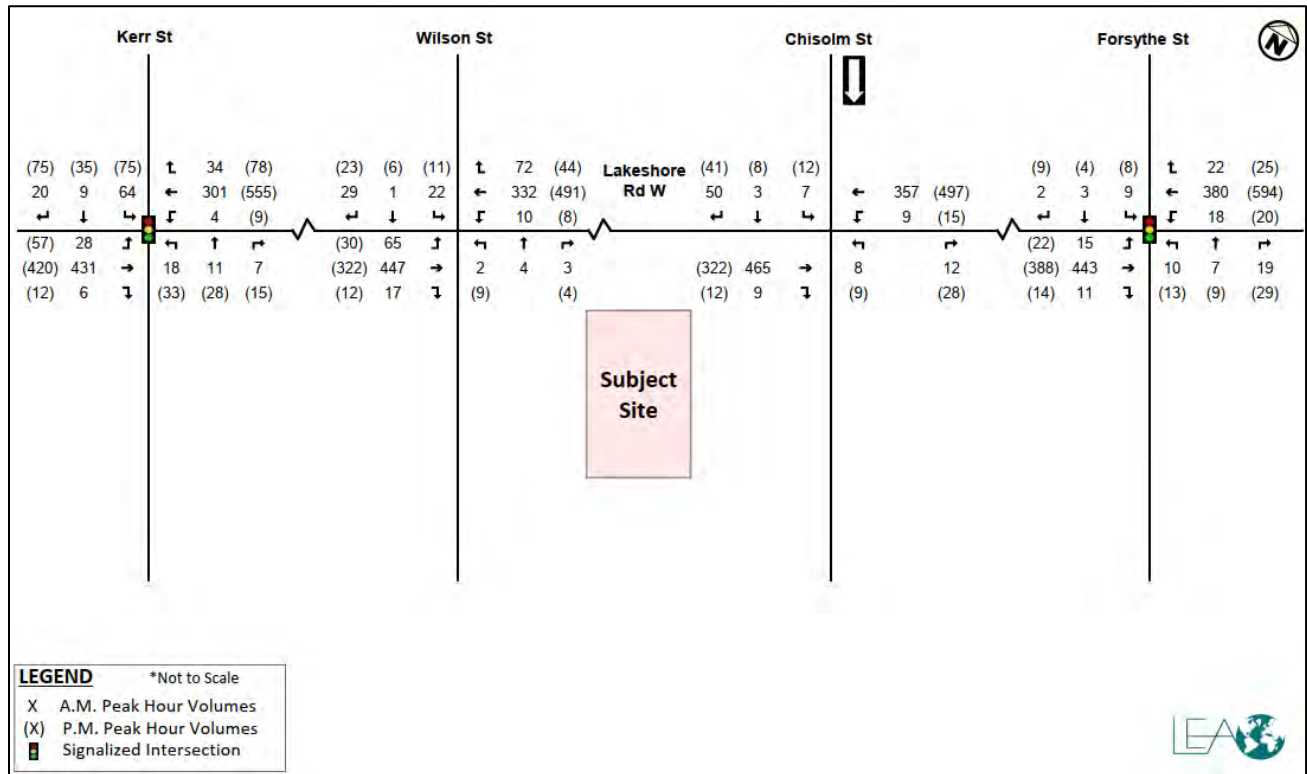 Kerr St Wilson St Chisolm St Forsythe St N
(75) (35) (75) 34 (78) (23) (6) (11) 72 (44) Lakeshore (41) (8) (12) (9) (4) (8) 22 (25)
20 9 64 301 (555) 29 1 22 332 (491) Rd W 50 3 7 357 (497) 2 3 9 380 (594)
4 (9) 10 (8) 9 (15) 18 (20)
(57) 28 (30) 65 (22) 15
(420) 431 18 11 7 (322) 447 2 4 3 (322) 465 8 12 (388) 443 10 7 19
(12) 6 (33) (28) (15) (12) 17 (9) (4) (12) 9 (9) (28) (14) 11 (13) (9) (29)
Subject
Site
LEGEND *Not to Scale
X A.M. Peak Hour Volumes
(X) P.M. Peak Hour Volumes
Signalized Intersection
LEA